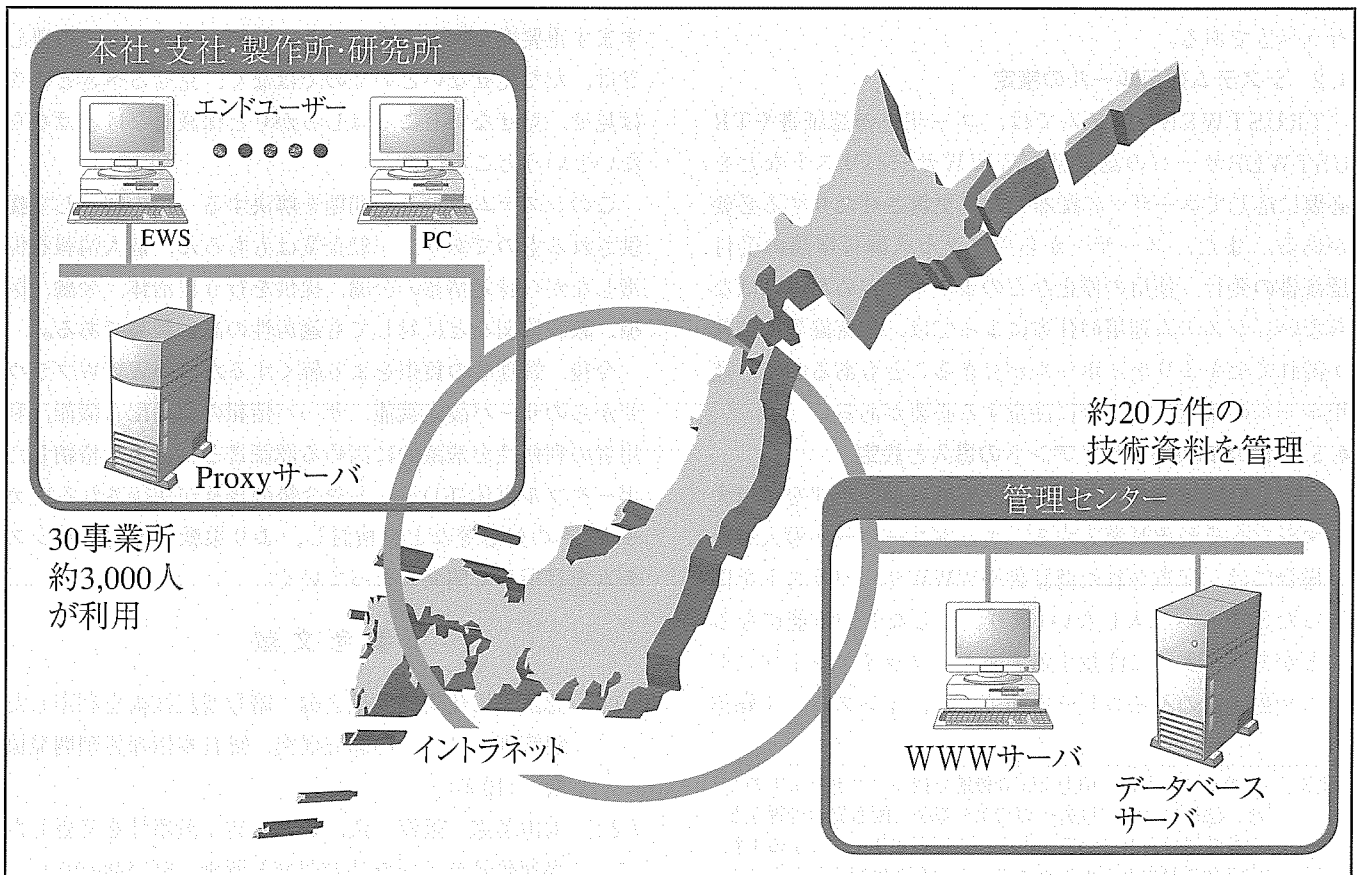 本社・支社・製作所・研究所
エンドユーザー
EWS
PC
Proxyサーバ
30事業所
約3,000人
が利用
イントラネット
約20万件の
技術資料を管理
管理センター
WWWサーバ
データベース
サーバ